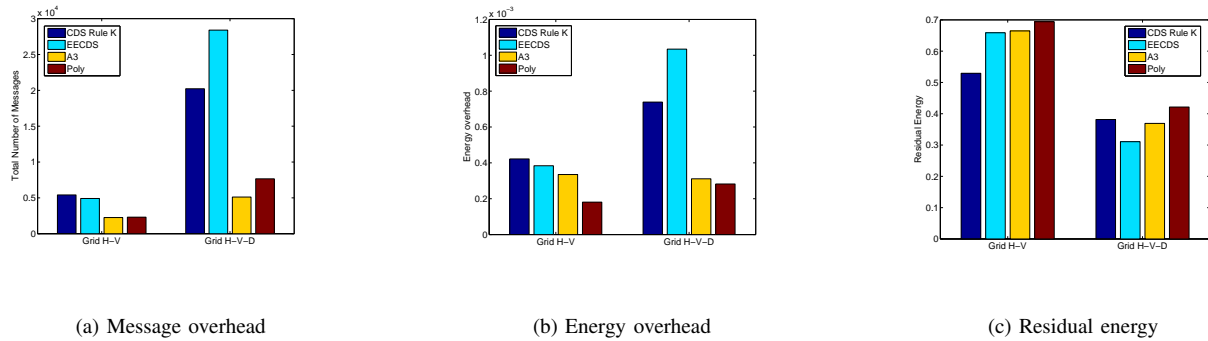 3 x 10^4
2.5
2
1.5
1
0.5
0
Total Number of Messages
CDS Rule K
EECDS
A3
Poly
Grid H−V
Grid H−V−D
(a) Message overhead
1.2 x 10^−3
1
0.8
0.6
0.4
0.2
0
Energy overhead
CDS Rule K
EECDS
A3
Poly
Grid H−V
Grid H−V−D
(b) Energy overhead
0.7
0.6
0.5
0.4
0.3
0.2
0.1
0
Residual Energy
CDS Rule K
EECDS
A3
Poly
Grid H−V
Grid H−V−D
(c) Residual energy